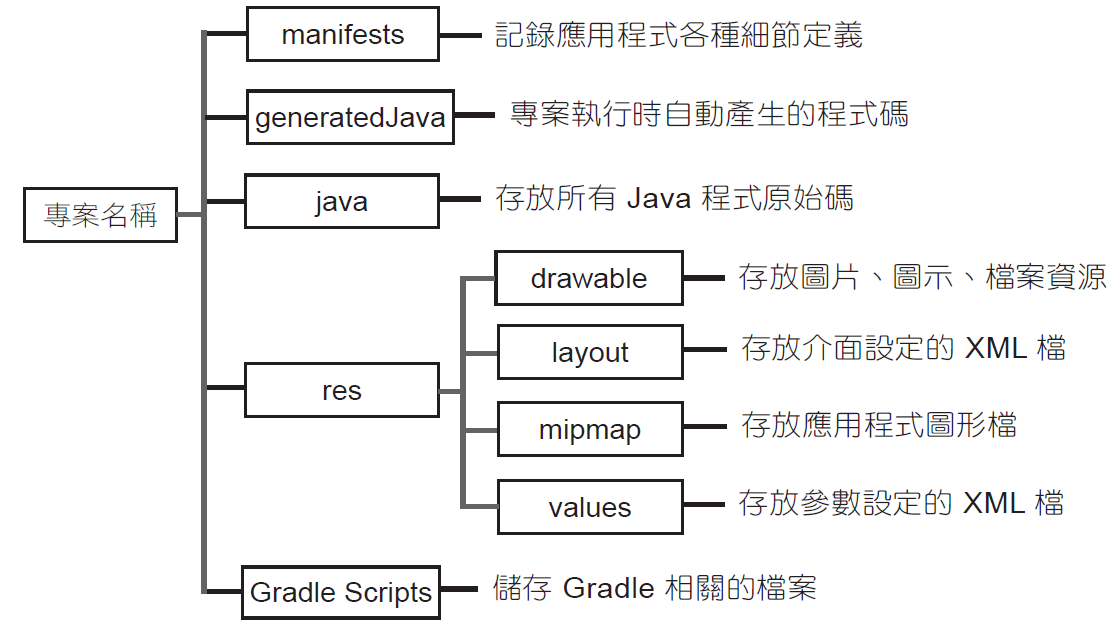 manifests 記錄應用程式各種細節定義
generatedJava 專案執行時自動產生的程式碼
專案名稱
java 存放所有 Java 程式原始碼
res
drawable 存放圖片、圖示、檔案資源
layout 存放介面設定的 XML 檔
mipmap 存放應用程式圖形檔
values 存放參數設定的 XML 檔
Gradle Scripts 儲存 Gradle 相關的檔案